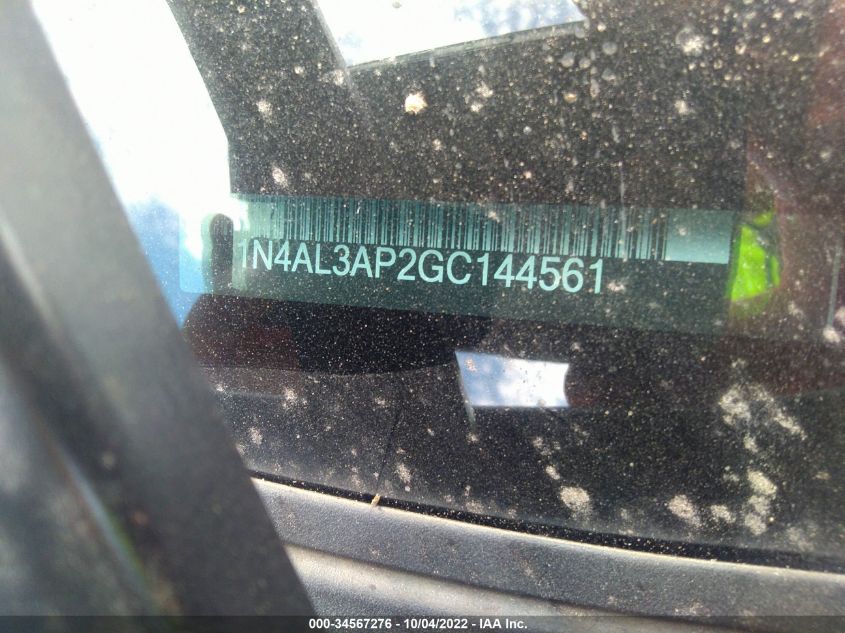 1N4AL3AP2GC144561
000-34567276 - 10/04/2022 - IAA Inc.